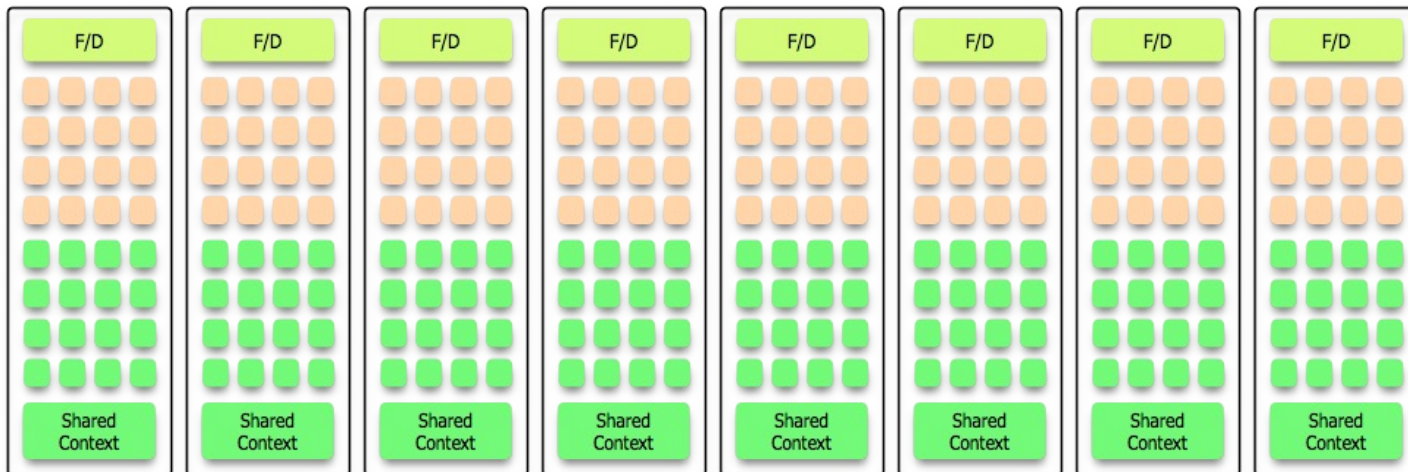 F/D F/D F/D F/D F/D F/D F/D F/D
Shared Shared Shared Shared Shared Shared Shared Shared
Context Context Context Context Context Context Context Context